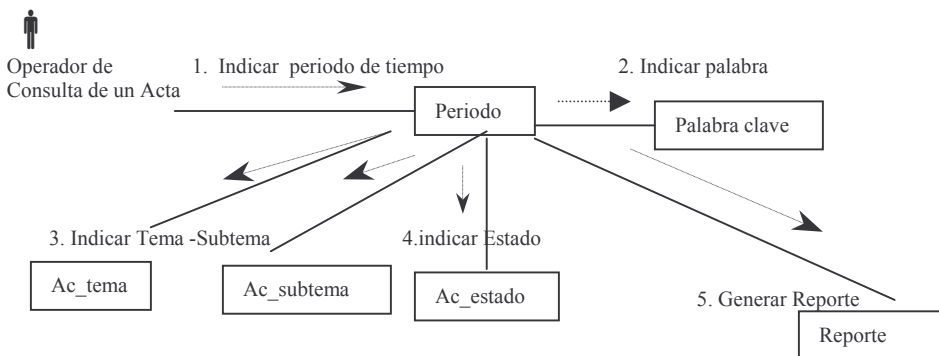 Operador de
Consulta de un Acta
1. Indicar periodo de tiempo
2. Indicar palabra
Periodo
Palabra clave
3. Indicar Tema -Subtema
4.indicar Estado
Ac_tema
Ac_subtema
Ac_estado
5. Generar Reporte
Reporte